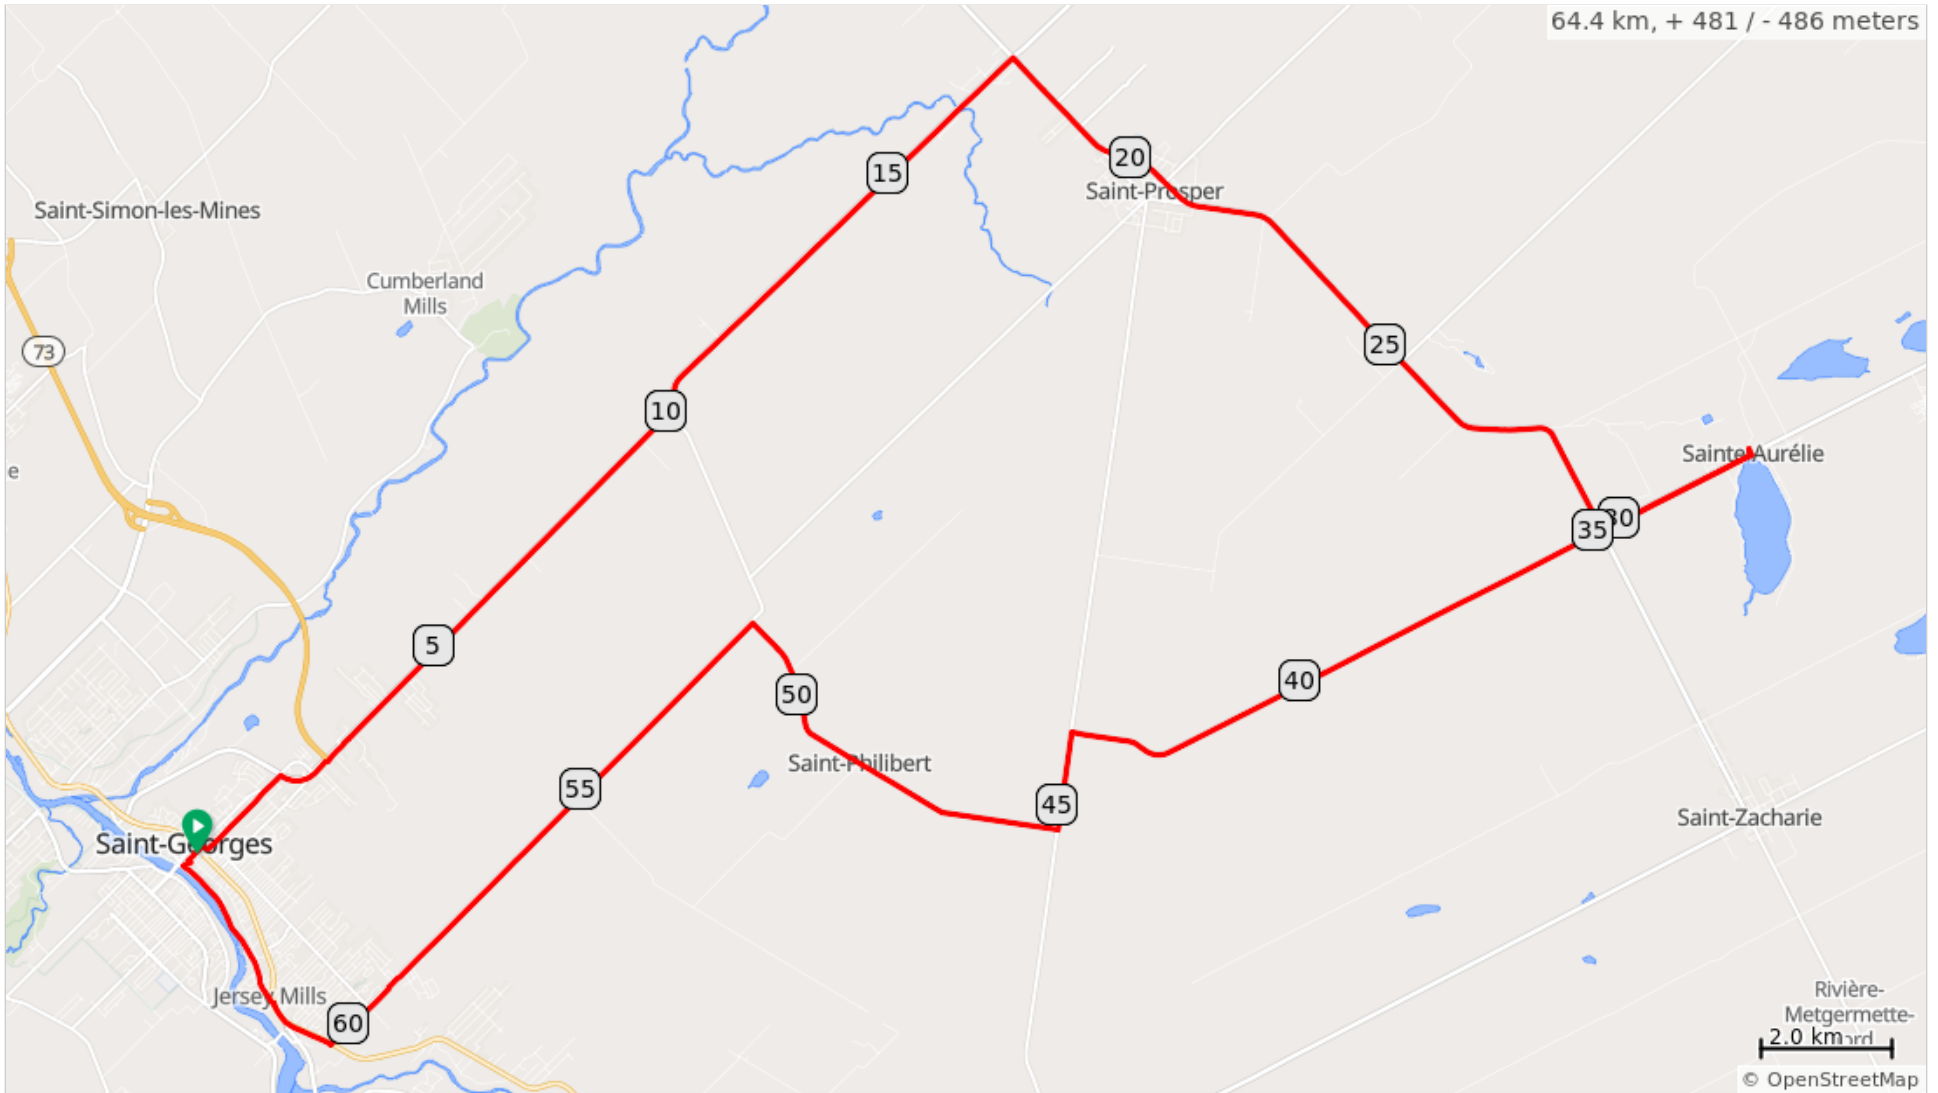 64.4 km, + 481 / - 486 meters
15
20
Saint-Prosper
Saint-Simon-les-Mines
Cumberland
Mills
73
25
10
Sainte-Aurélie
e
30
35
5
40
50
Saint-Philibert
55
45
Saint-Georges
Saint-Zacharie
Jersey Mills
60
Rivière-
Metgermette-
2.0 km
© OpenStreetMap